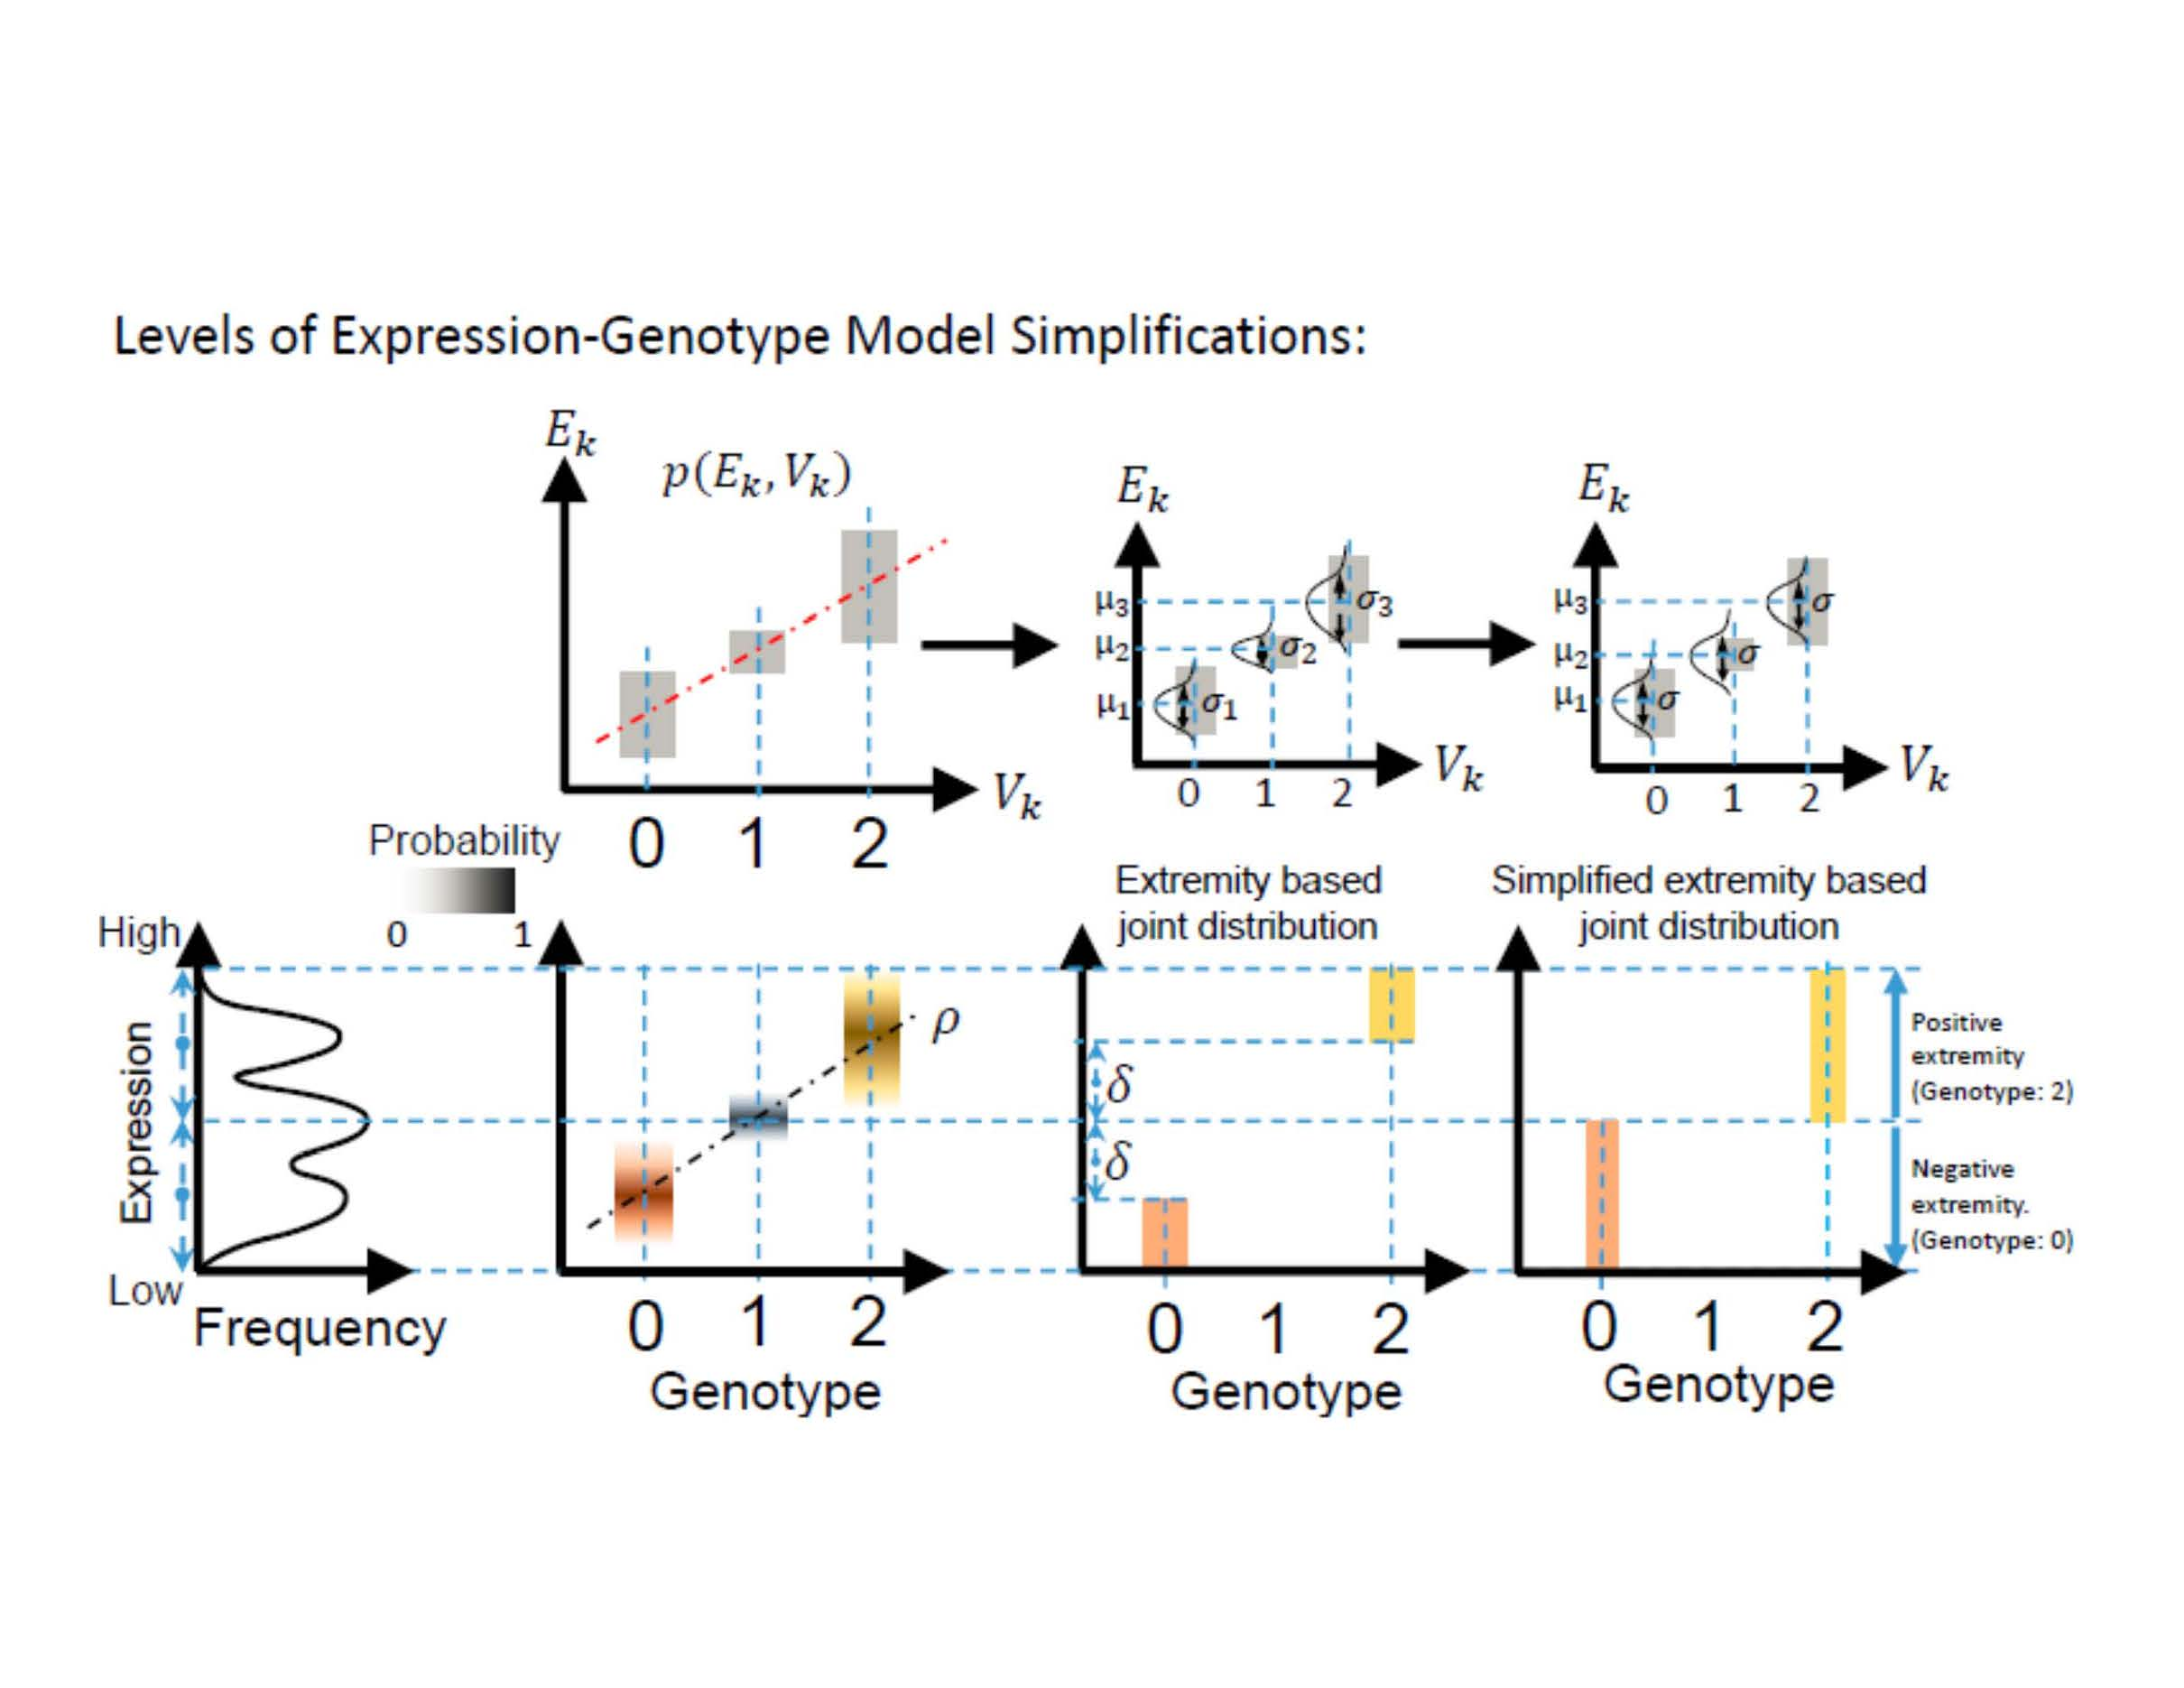 Levels of Expression-Genotype Model Simplifications:
E_k
p(E_k, V_k)
V_k
0 1 2
E_k
μ3
μ2
μ1
σ1
σ2
σ3
V_k
0 1 2
E_k
μ3
μ2
μ1
σ
σ
σ
V_k
0 1 2
Probability
0 1
High
Expression
Low
Frequency
ρ
0 1 2
Genotype
Extremity based
joint distribution
δ
δ
0 1 2
Genotype
Simplified extremity based
joint distribution
0 1 2
Genotype
Positive
extremity
(Genotype: 2)
Negative
extremity.
(Genotype: 0)